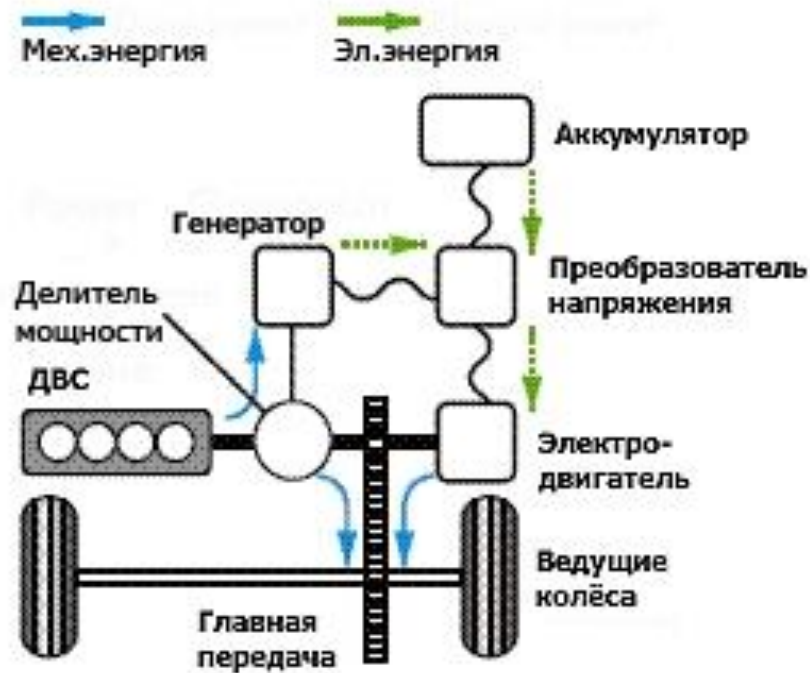 Мех.энергия
Эл.энергия
Аккумулятор
Генератор
Преобразователь
напряжения
Делитель
мощности
ДВС
Электро-
двигатель
Ведущие
колёса
Главная
передача